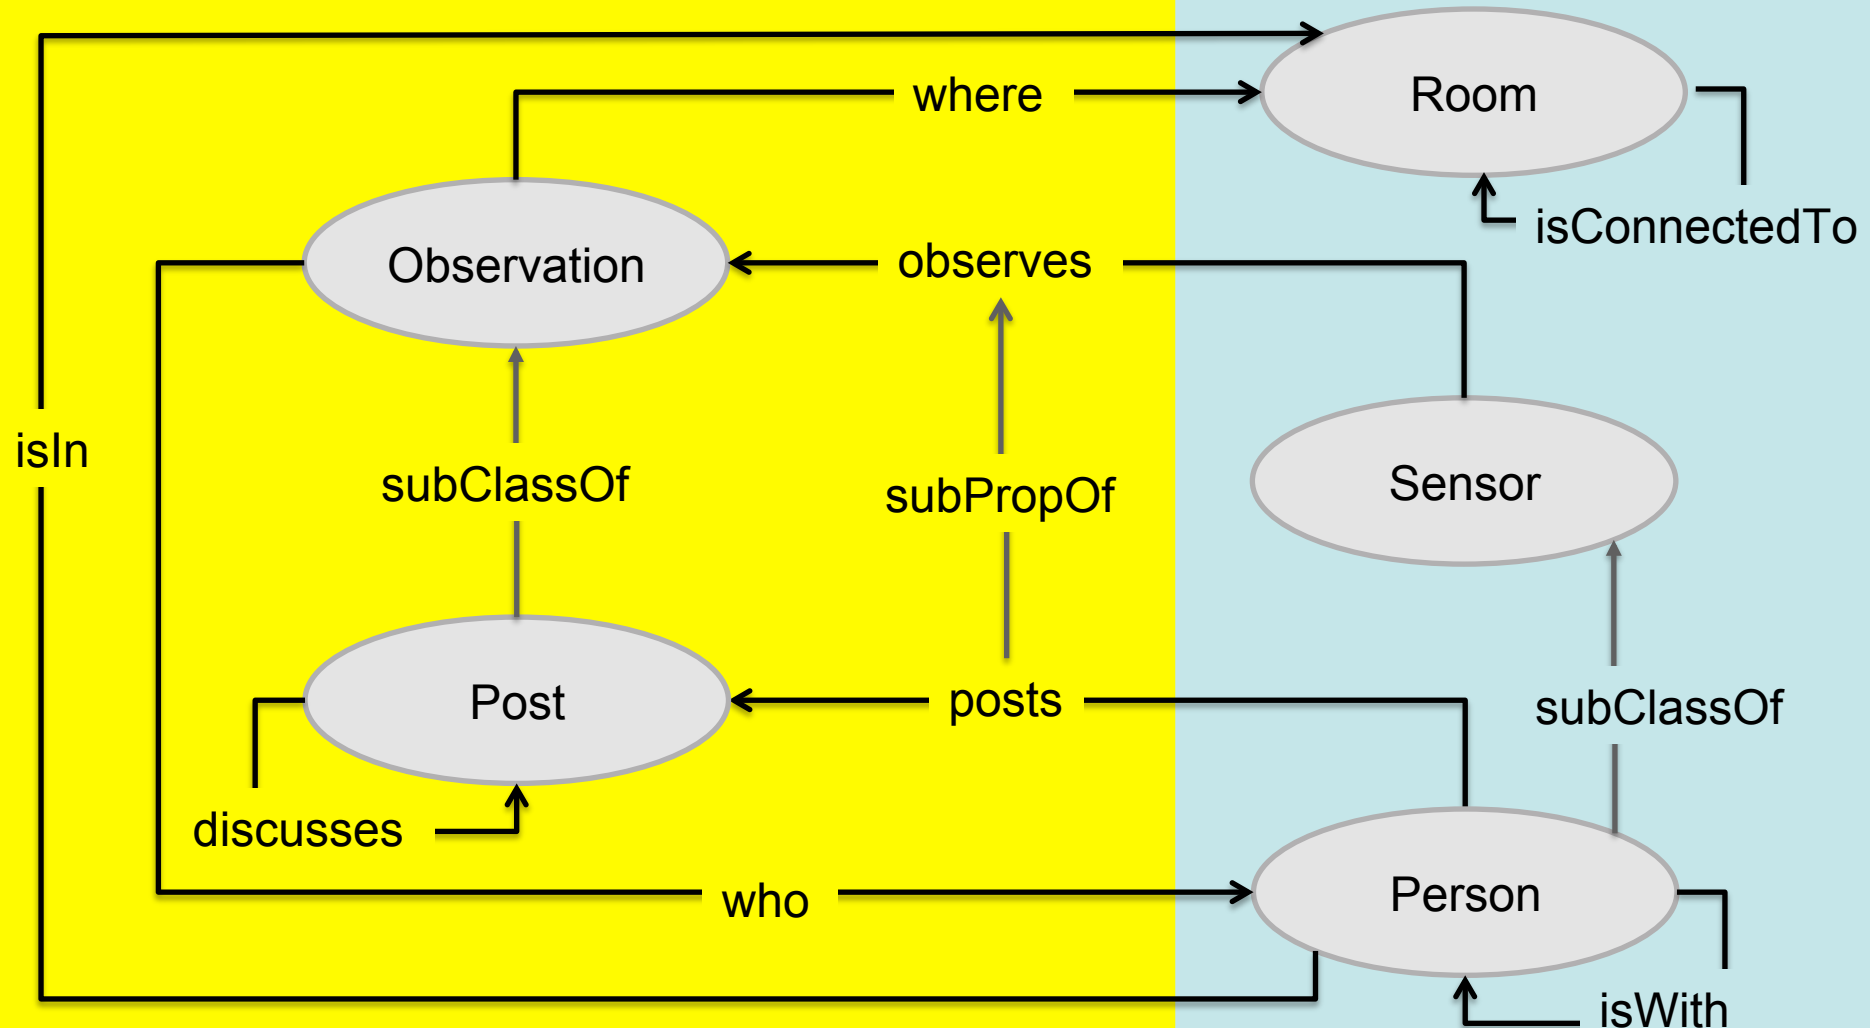 where
Room
isConnectedTo
Observation
observes
isIn
subClassOf
subPropOf
Sensor
Post
posts
subClassOf
discusses
who
Person
isWith